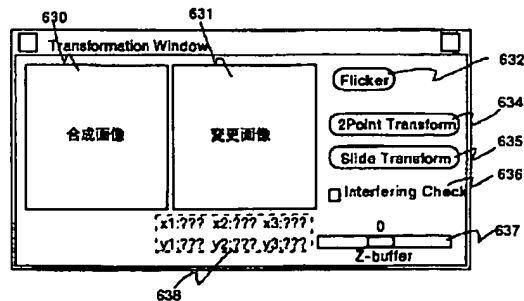 630
631
Transformation Window
632
Flicker
634
合成画像
変更画像
2Point Transform
635
Slide Transform
636
Interfering Check
x1:??? x2:??? x3:???
y1:??? y2:??? y3:???
0
637
Z-buffer
638